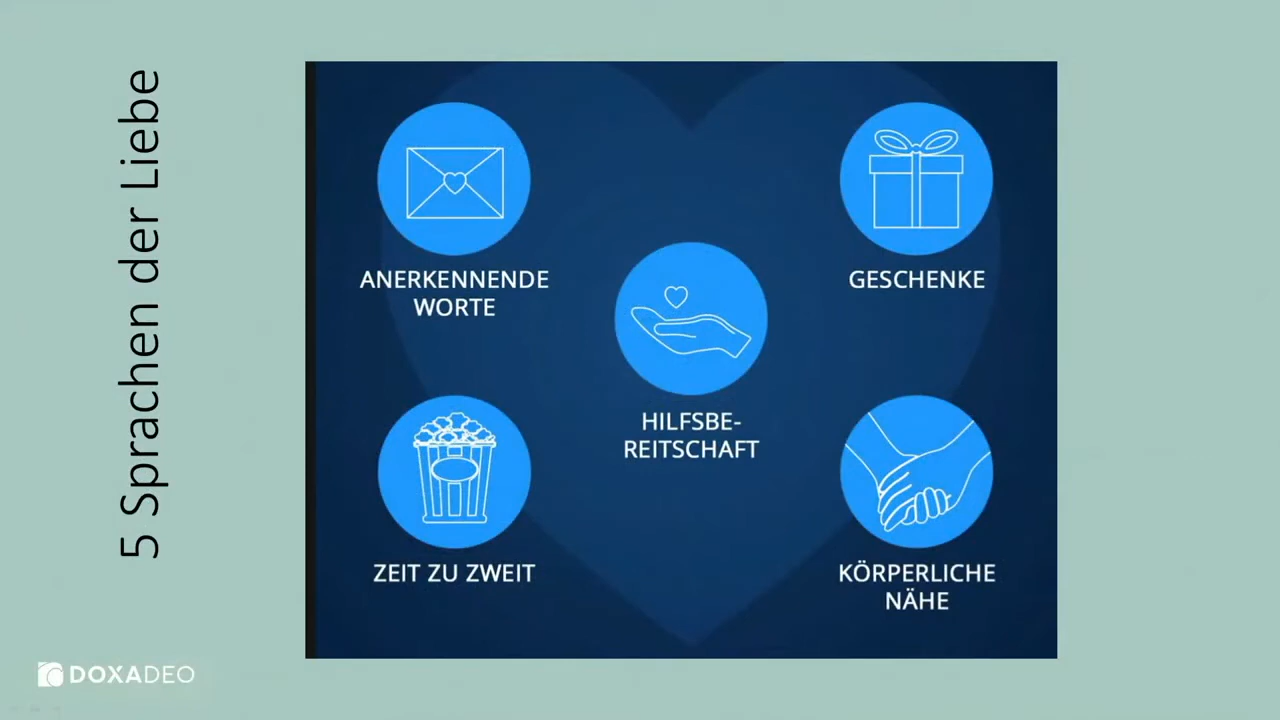 5 Sprachen der Liebe
ANERKENNENDE
WORTE
GESCHENKE
HILFSBE-
REITSCHAFT
ZEIT ZU ZWEIT
KÖRPERLICHE
NÄHE
DOXADEO